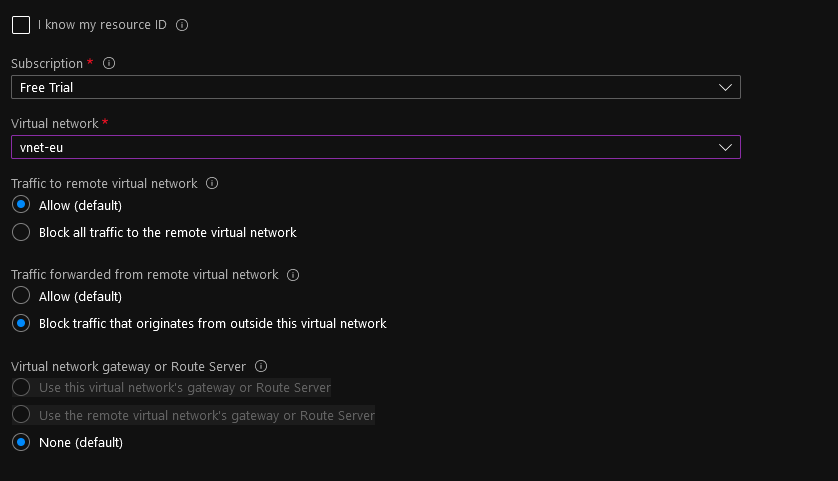 I know my resource ID
Subscription *
Free Trial
Virtual network *
vnet-eu
Traffic to remote virtual network
Allow (default)
Block all traffic to the remote virtual network
Traffic forwarded from remote virtual network
Allow (default)
Block traffic that originates from outside this virtual network
Virtual network gateway or Route Server
Use this virtual network's gateway or Route Server
Use the remote virtual network's gateway or Route Server
None (default)